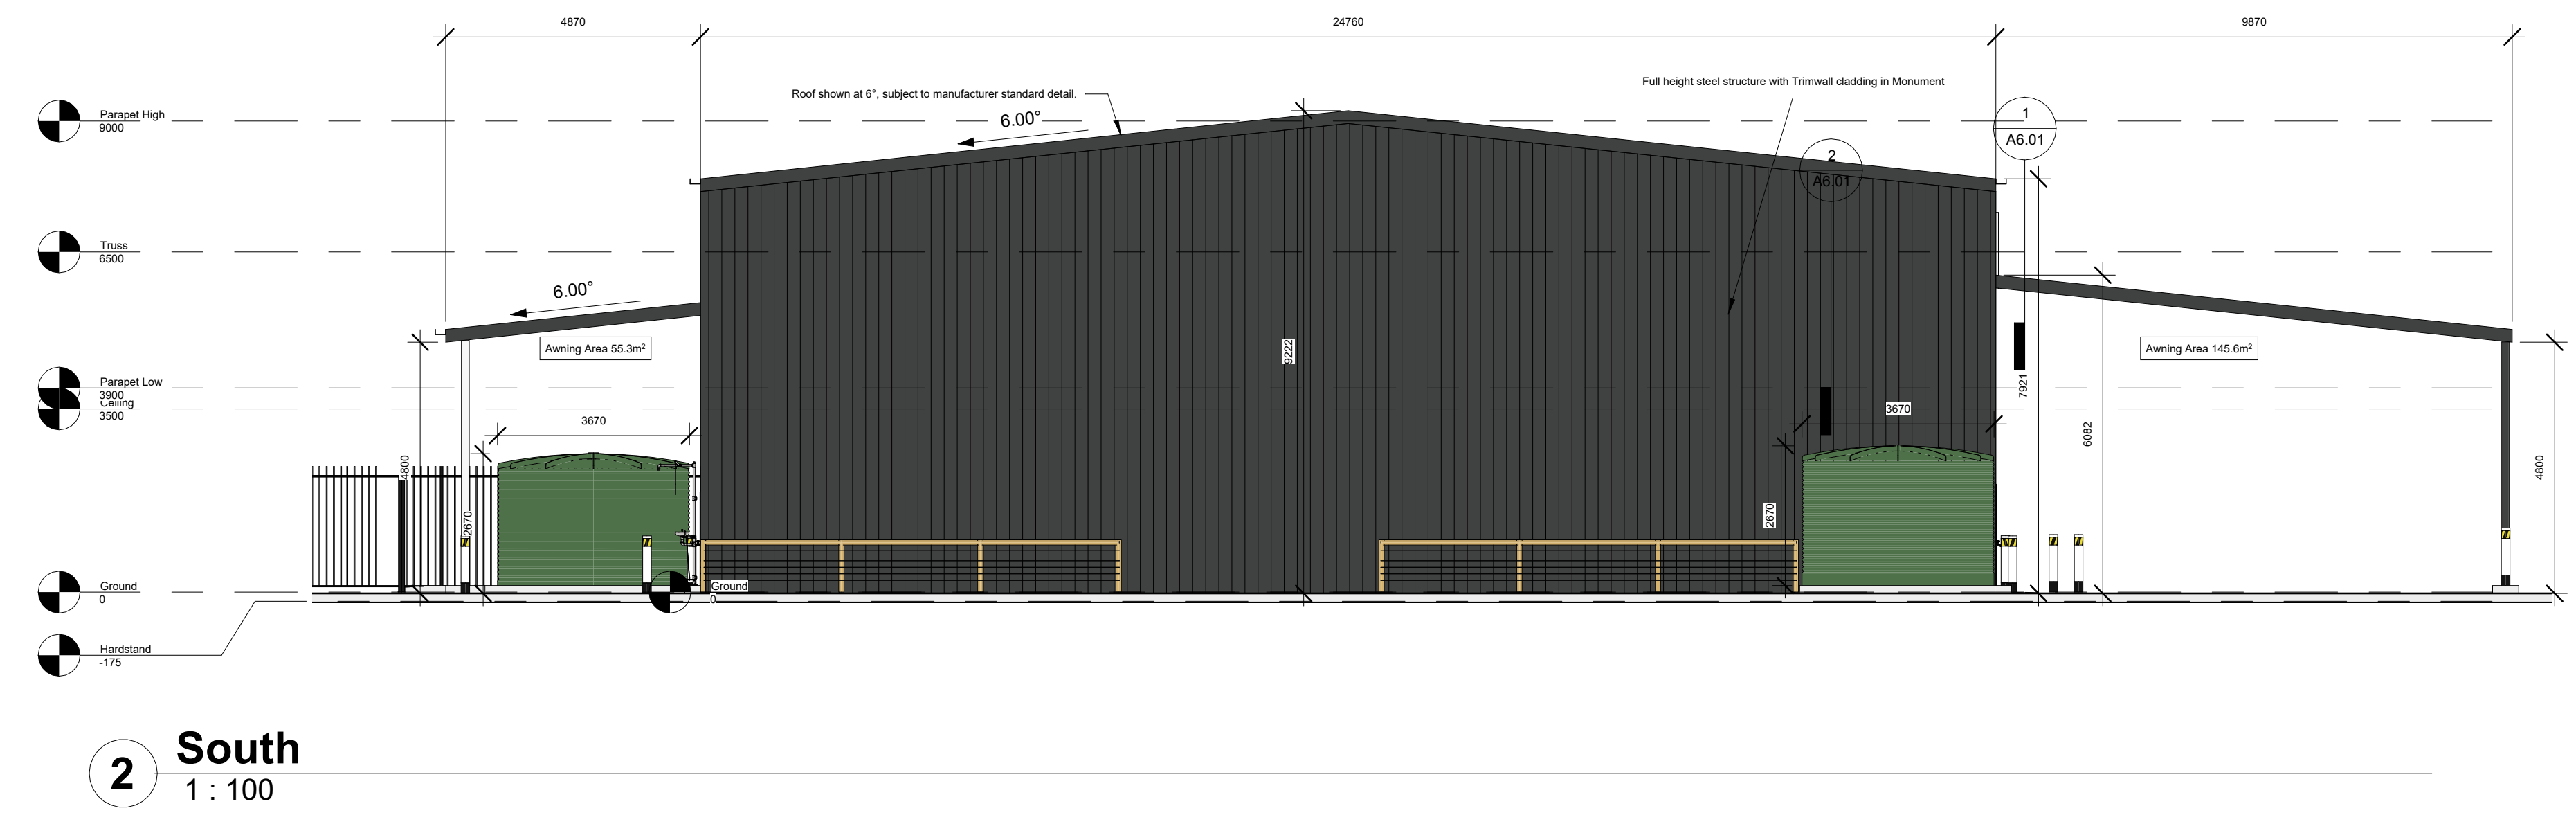 4870
24760
9870
Roof shown at 6°, subject to manufacturer standard detail.
Full height steel structure with Trimwall cladding in Monument
Parapet High
9000
6.00°
1
A6.01
2
A6.01
Truss
6500
6.00°
Awning Area 55.3m²
9222
Awning Area 145.6m²
Parapet Low
3900
Ceiling
3500
3670
3670
7921
6082
4800
4800
2670
2670
Ground
0
Ground
0
Hardstand
-175
2
South
1 : 100